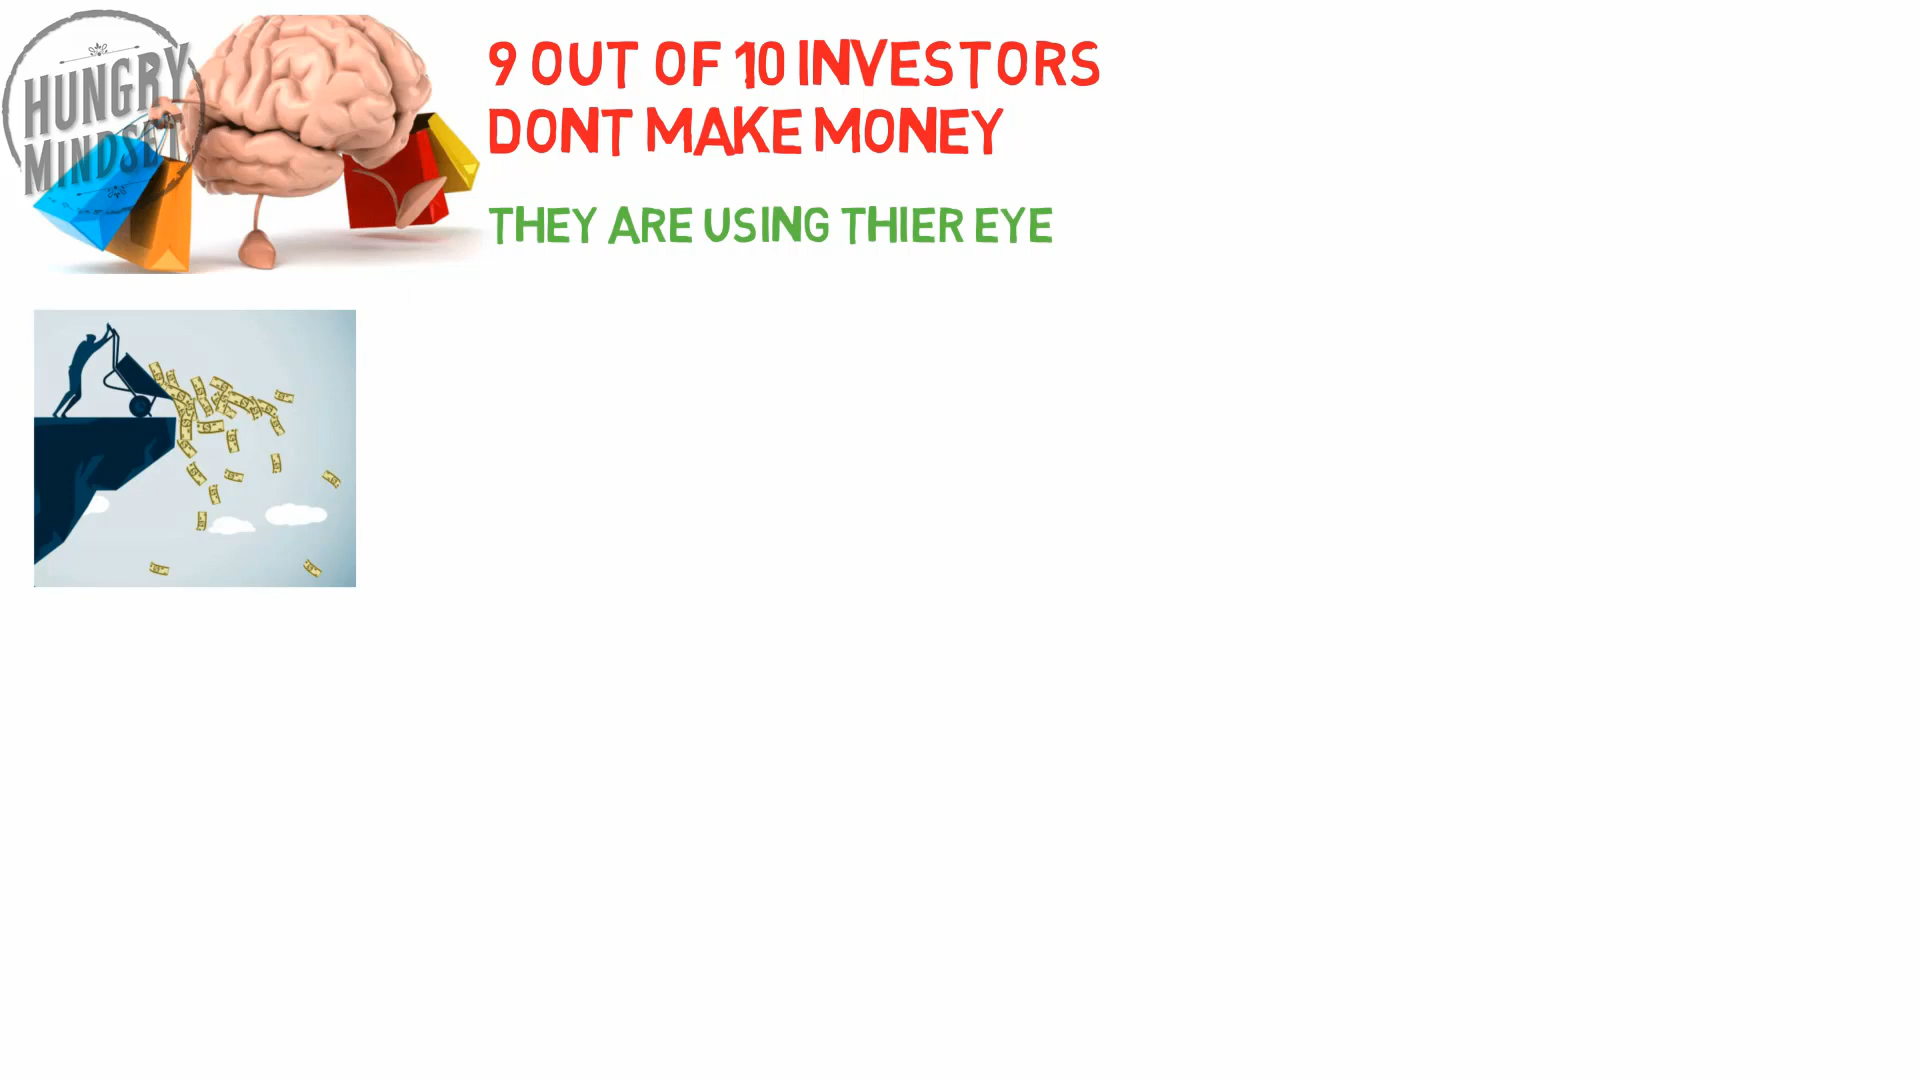 HUNGRY
MINDSET
9 OUT OF 10 INVESTORS
DONT MAKE MONEY
THEY ARE USING THIER EYE